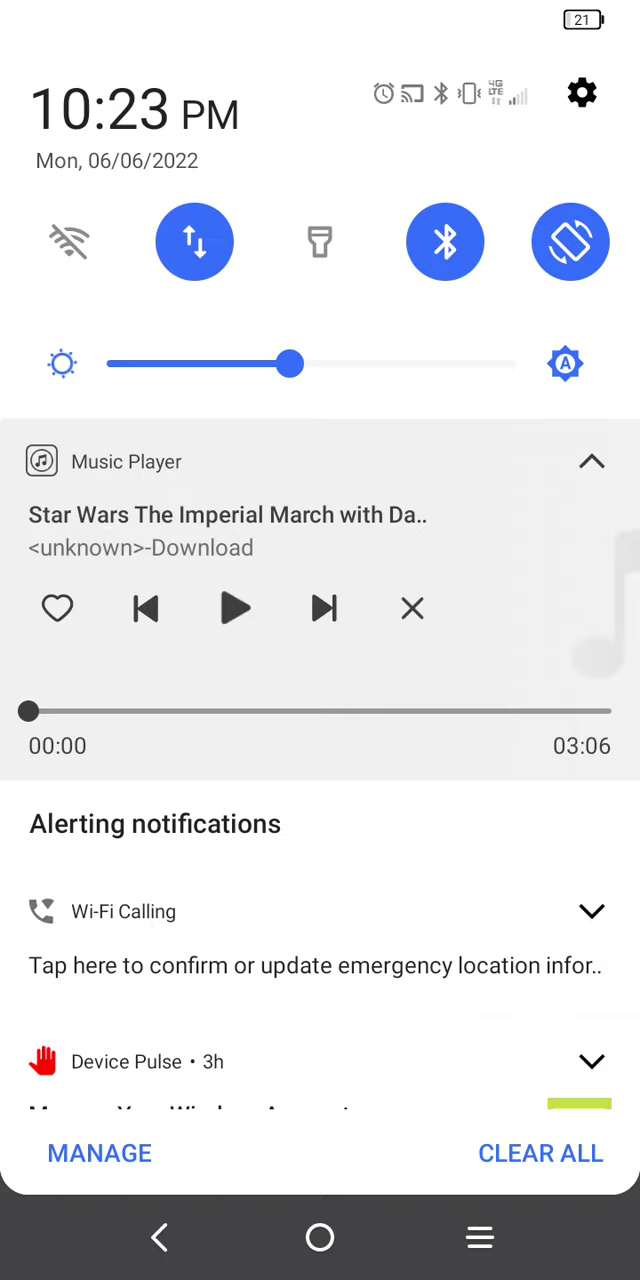 21
10:23 PM
4G
LTE
Mon, 06/06/2022
A
Music Player
Star Wars The Imperial March with Da..
<unknown>-Download
00:00
03:06
Alerting notifications
Wi-Fi Calling
Tap here to confirm or update emergency location infor..
Device Pulse • 3h
MANAGE
CLEAR ALL